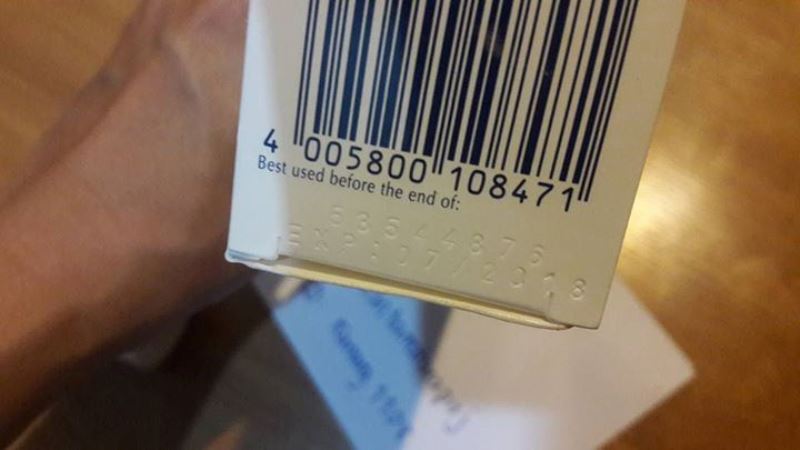 4 005800 108471
Best used before the end of:
53544876
EXP:07/2018